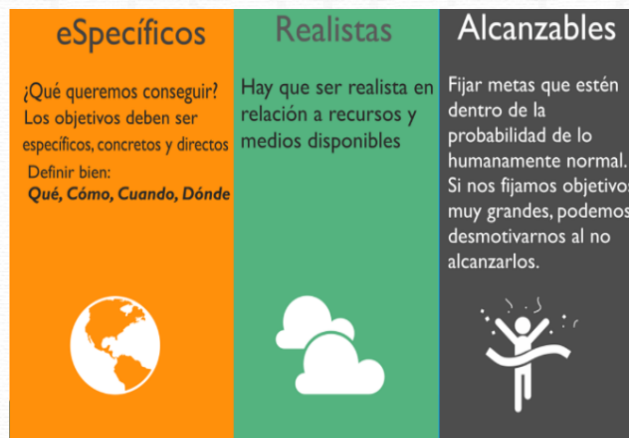 eSpecíficos
¿Qué queremos conseguir?
Los objetivos deben ser
específicos, concretos y directos
Definir bien:
Qué, Cómo, Cuando, Dónde
Realistas
Hay que ser realista en
relación a recursos y
medios disponibles
Alcanzables
Fijar metas que estén
dentro de la
probabilidad de lo
humanamente normal.
Si nos fijamos objetivos
muy grandes, podemos
desmotivarnos al no
alcanzarlos.